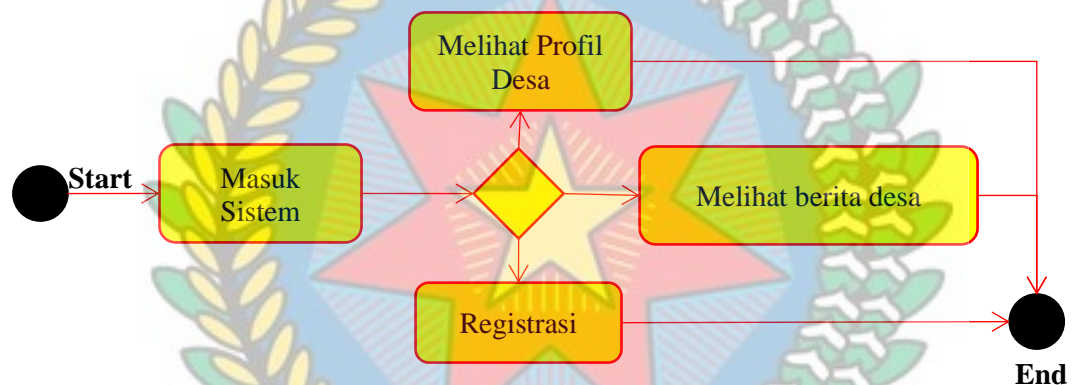 Melihat Profil
Desa
Start
Masuk
Sistem
Melihat berita desa
Registrasi
End